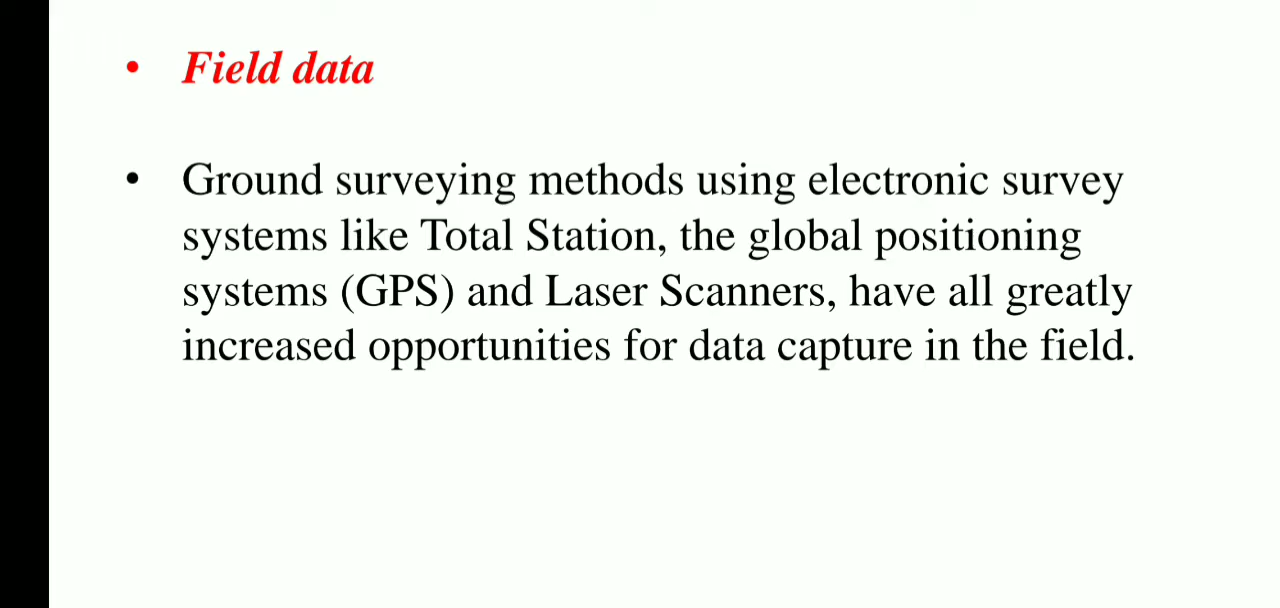 • Field data
• Ground surveying methods using electronic survey
systems like Total Station, the global positioning
systems (GPS) and Laser Scanners, have all greatly
increased opportunities for data capture in the field.